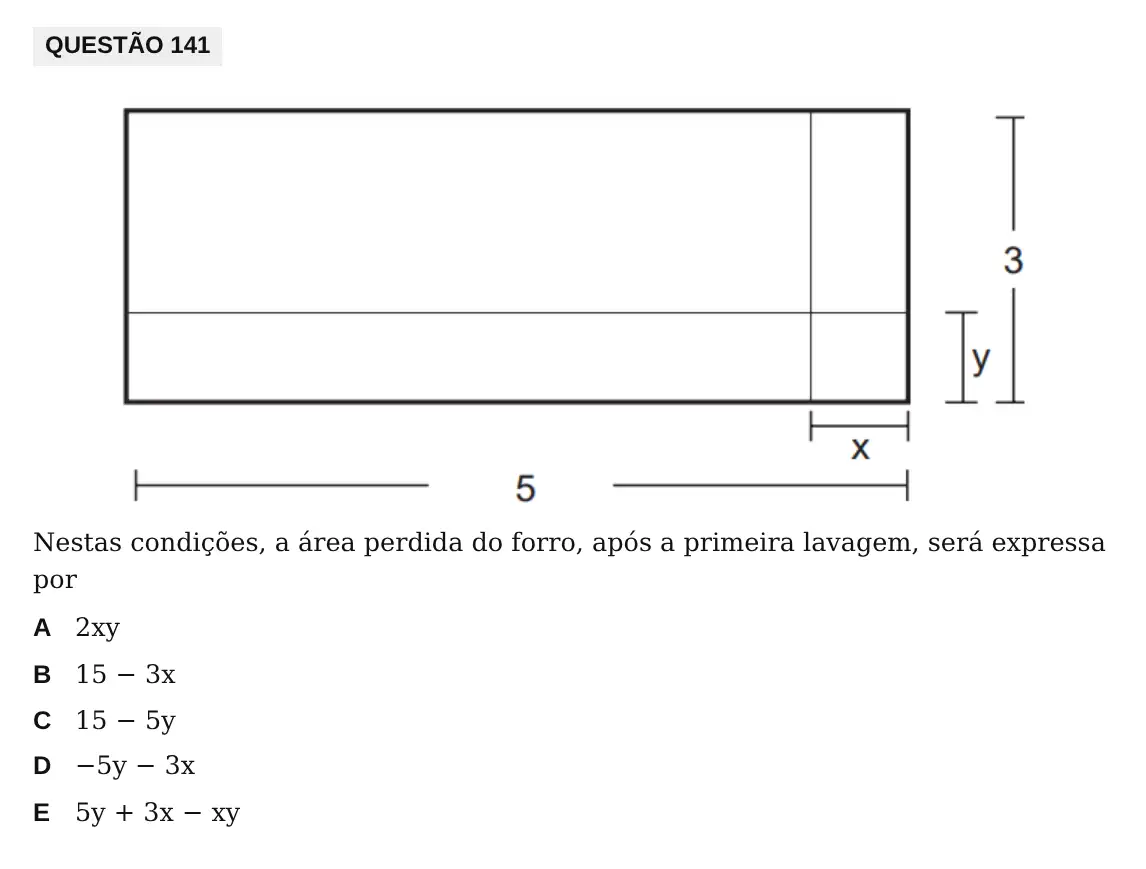 QUESTÃO 141
3
y
x
5
Nestas condições, a área perdida do forro, após a primeira lavagem, será expressa
por
A 2xy
B 15 − 3x
C 15 − 5y
D −5y − 3x
E 5y + 3x − xy